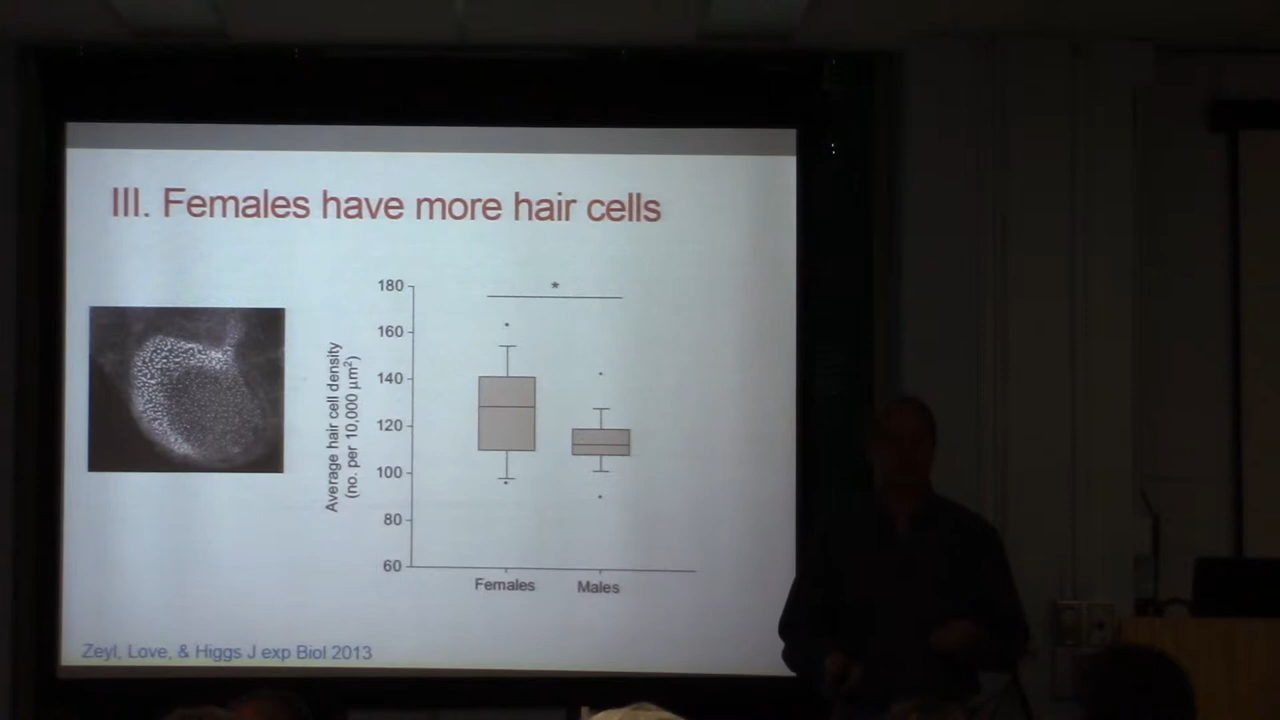 III. Females have more hair cells
180
*
160
140
120
100
80
60
Average hair cell density
(no. per 10,000 µm²)
Females
Males
Zeyl, Love, & Higgs J exp Biol 2013